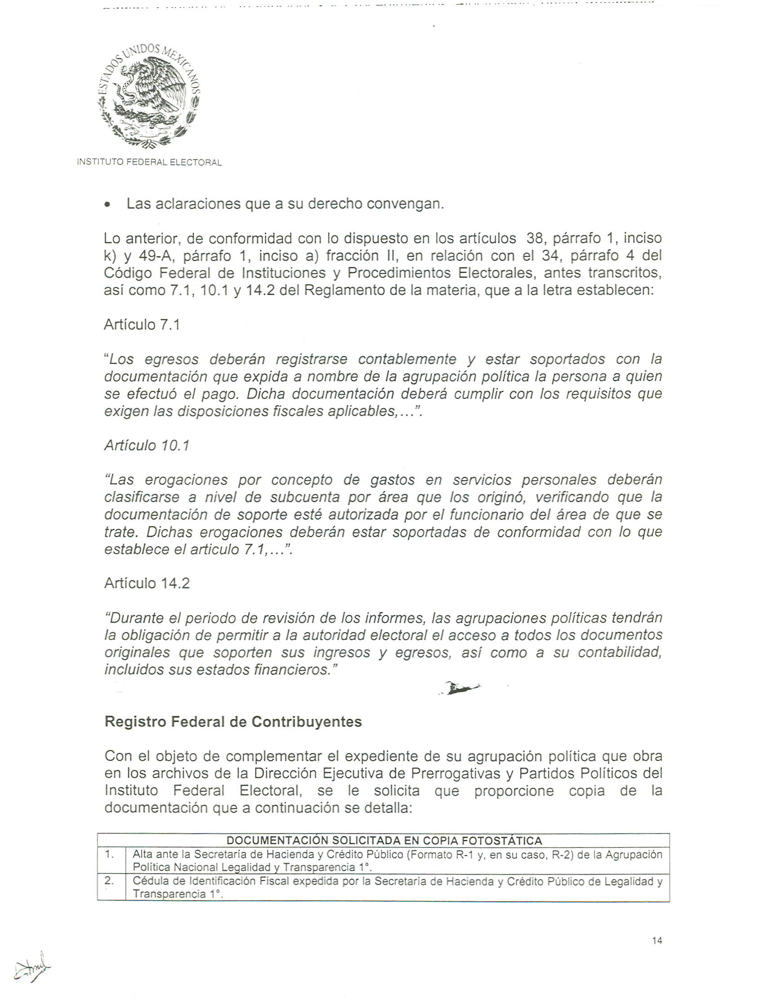 ESTADOS UNIDOS MEXICANOS
INSTITUTO FEDERAL ELECTORAL
• Las aclaraciones que a su derecho convengan.
Lo anterior, de conformidad con lo dispuesto en los artículos 38, párrafo 1, inciso
k) y 49-A, párrafo 1, inciso a) fracción II, en relación con el 34, párrafo 4 del
Código Federal de Instituciones y Procedimientos Electorales, antes transcritos,
así como 7.1, 10.1 y 14.2 del Reglamento de la materia, que a la letra establecen:
Artículo 7.1
“Los egresos deberán registrarse contablemente y estar soportados con la
documentación que expida a nombre de la agrupación política la persona a quien
se efectuó el pago. Dicha documentación deberá cumplir con los requisitos que
exigen las disposiciones fiscales aplicables,...”.
Artículo 10.1
“Las erogaciones por concepto de gastos en servicios personales deberán
clasificarse a nivel de subcuenta por área que los originó, verificando que la
documentación de soporte esté autorizada por el funcionario del área de que se
trate. Dichas erogaciones deberán estar soportadas de conformidad con lo que
establece el articulo 7.1,...”.
Artículo 14.2
“Durante el periodo de revisión de los informes, las agrupaciones políticas tendrán
la obligación de permitir a la autoridad electoral el acceso a todos los documentos
originales que soporten sus ingresos y egresos, así como a su contabilidad,
incluidos sus estados financieros.”
Registro Federal de Contribuyentes
Con el objeto de complementar el expediente de su agrupación política que obra
en los archivos de la Dirección Ejecutiva de Prerrogativas y Partidos Políticos del
Instituto Federal Electoral, se le solicita que proporcione copia de la
documentación que a continuación se detalla:
DOCUMENTACIÓN SOLICITADA EN COPIA FOTOSTÁTICA
1. Alta ante la Secretaría de Hacienda y Crédito Público (Formato R-1 y, en su caso, R-2) de la Agrupación
Política Nacional Legalidad y Transparencia 1°.
2. Cédula de Identificación Fiscal expedida por la Secretaría de Hacienda y Crédito Público de Legalidad y
Transparencia 1°.
14